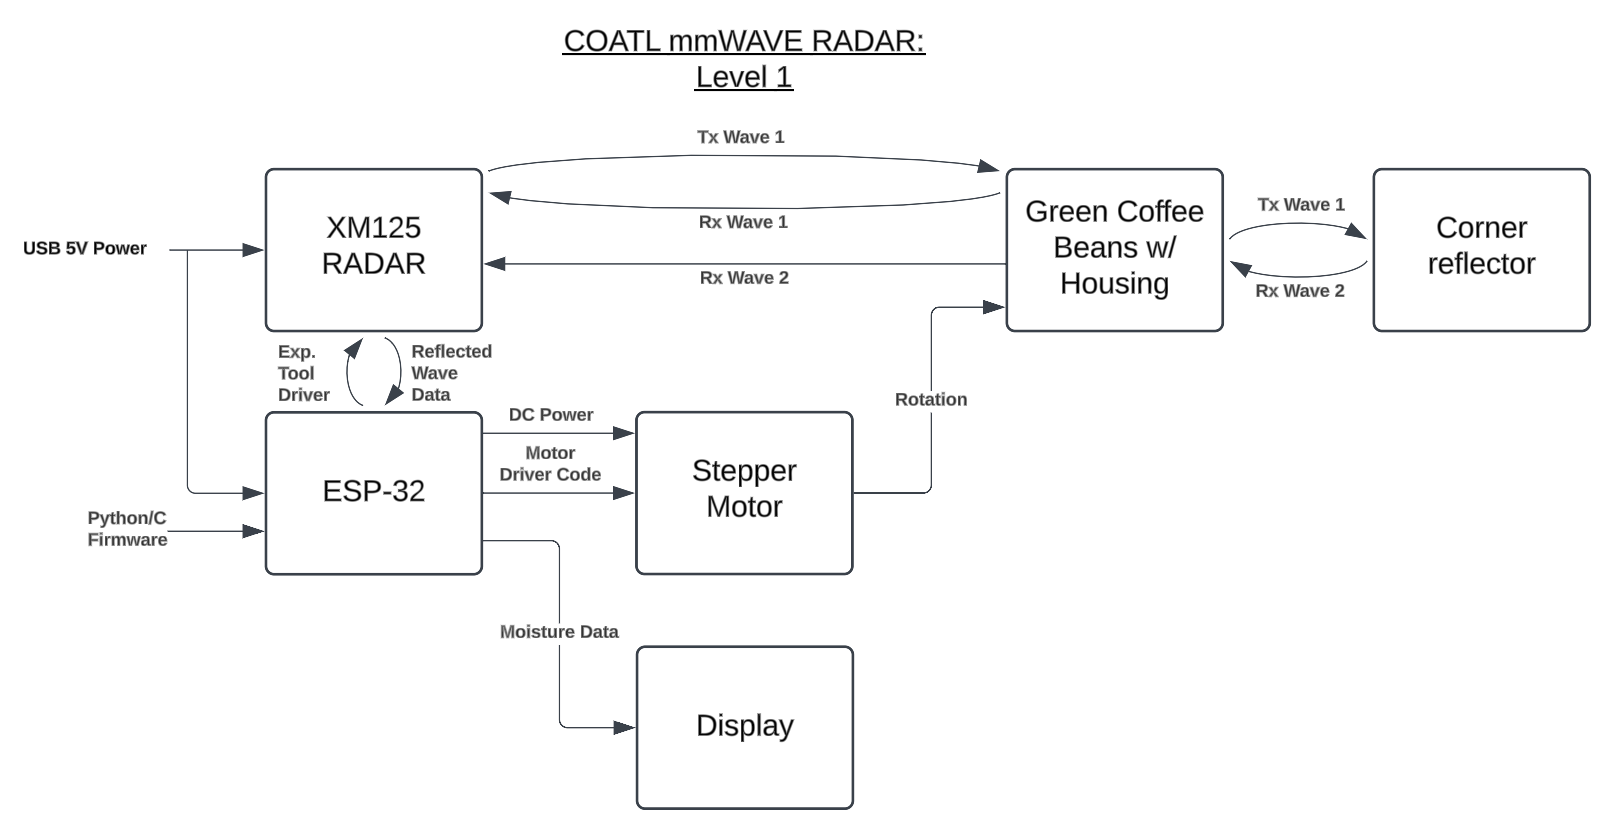 COATL mmWAVE RADAR:
Level 1
Tx Wave 1
XM125
RADAR
Rx Wave 1
Rx Wave 2
Green Coffee
Beans w/
Housing
Tx Wave 1
Rx Wave 2
Corner
reflector
USB 5V Power
Exp.
Tool
Driver
Reflected
Wave
Data
Rotation
DC Power
Motor
Driver Code
ESP-32
Stepper
Motor
Python/C
Firmware
Moisture Data
Display